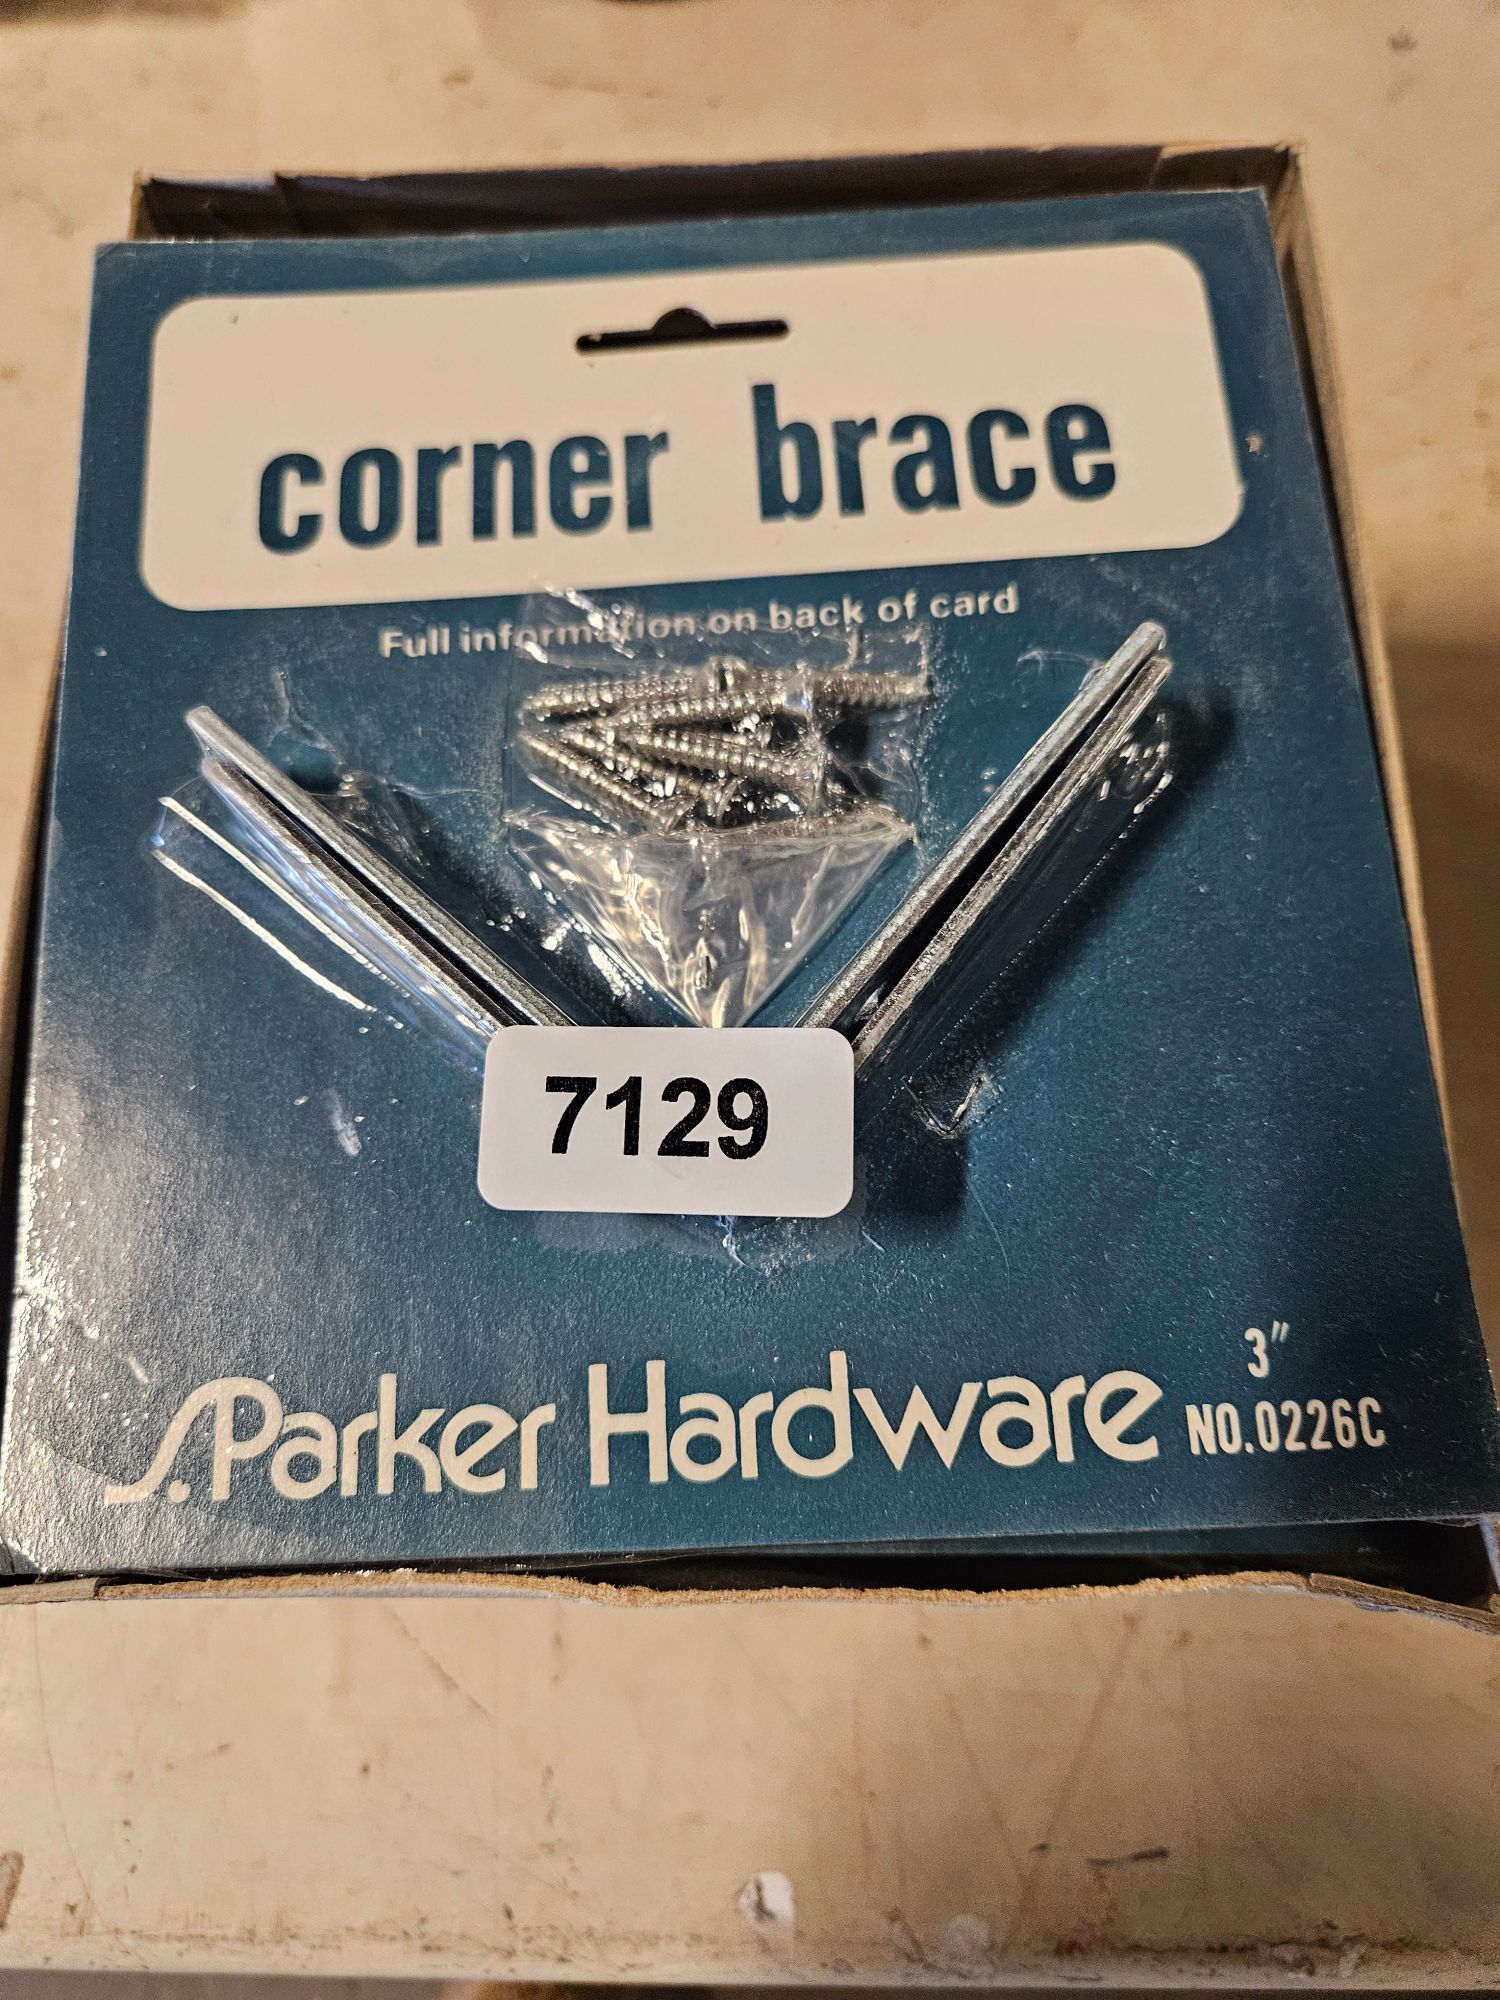 corner brace
Full information on back of card
7129
3"
S.Parker Hardware NO.0226C